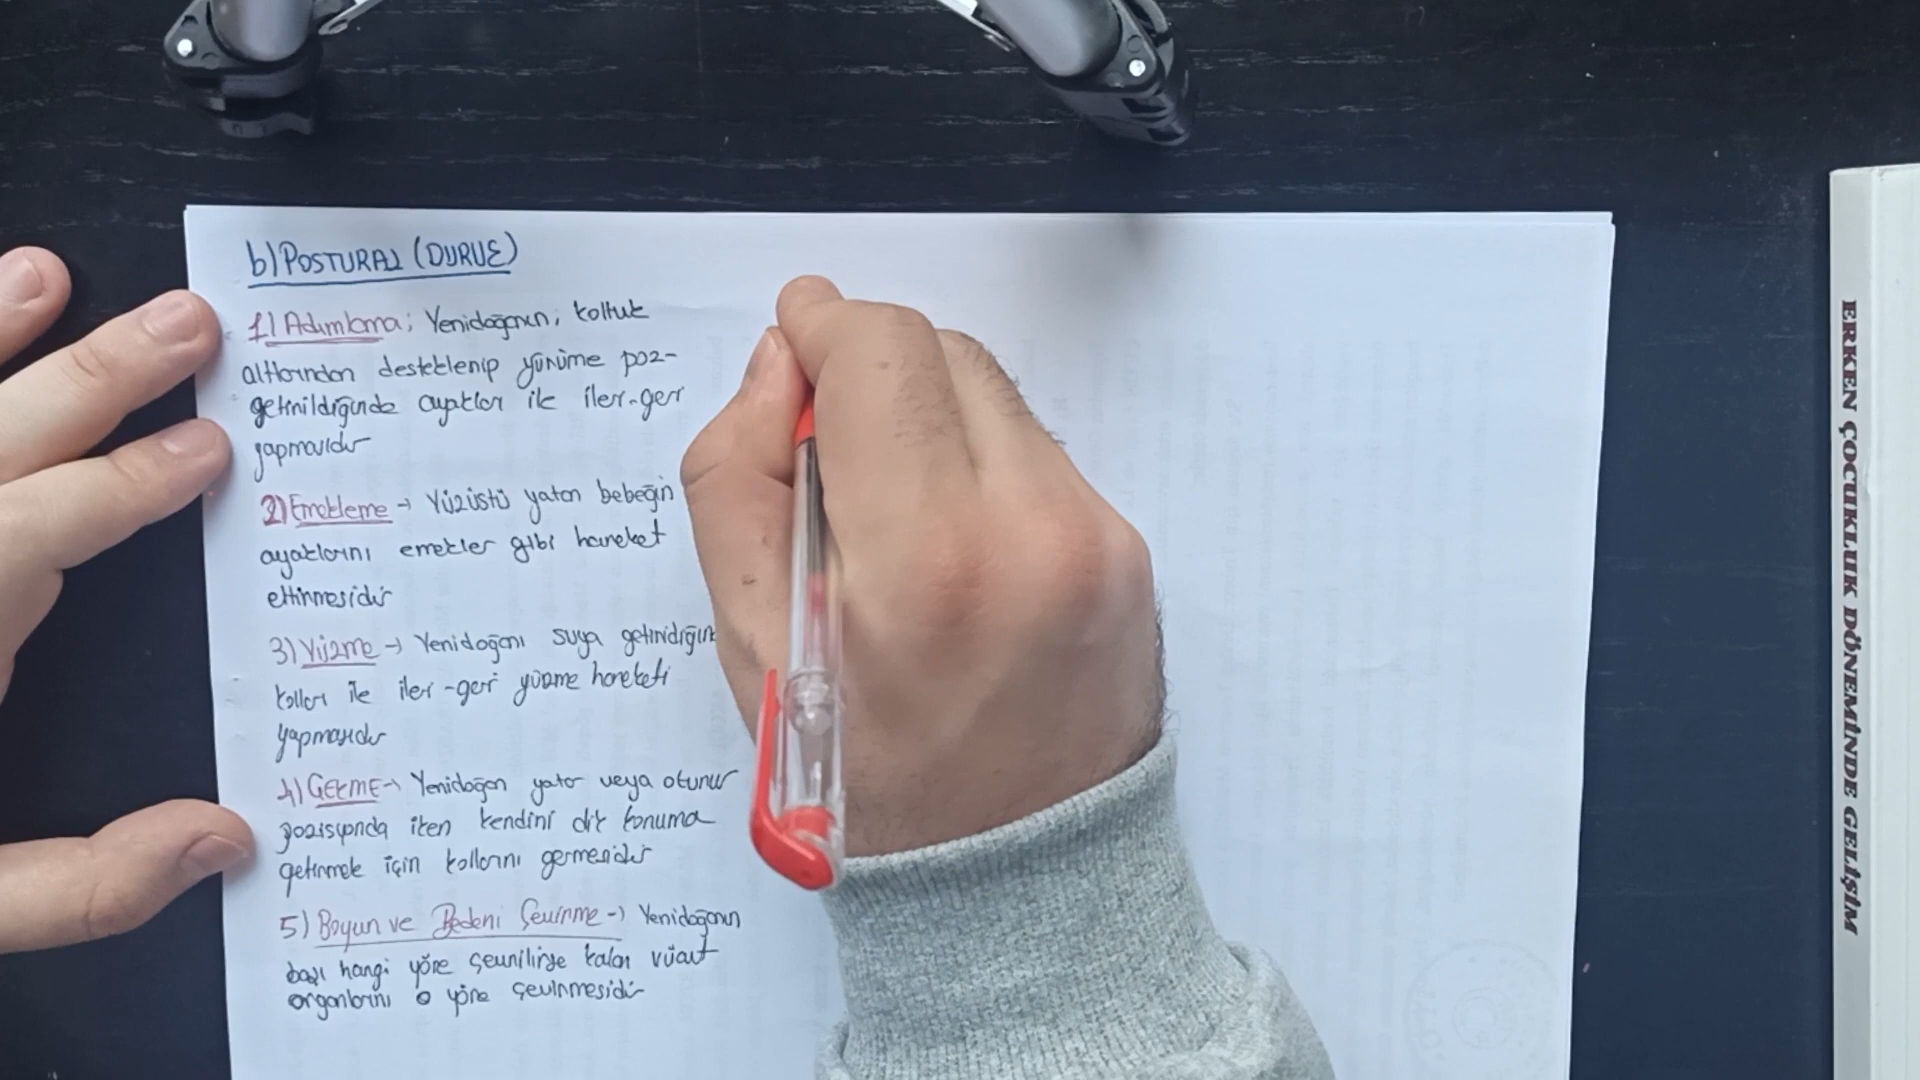 b) POSTURAL (DURUŞ)
1) Adımlama; Yenidoğanın; koltuk
altlarından desteklenip yürüme poz-
getirildiğinde ayaklar ile ileri-geri
yapmasıdır
2) Emekleme → Yüzüstü yatan bebeğin
ayaklarını emekler gibi hareket
ettirmesidir
3) Yüzme → Yenidoğanı suya getirdiğin
kolları ile ileri-geri yüzme hareketi
yapmasıdır
4) GERME → Yenidoğan yatar veya oturur
pozisyonda iken kendini dik konuma
getirmek için kollarını germesidir
5) Boyun ve Bedeni Çevirme → Yenidoğanın
başı hangi yöne çevrilirse kalan vücut
organlarını o yöne çevirmesidir
ERKEN ÇOCUKLUK DÖNEMİNDE GELİŞİM